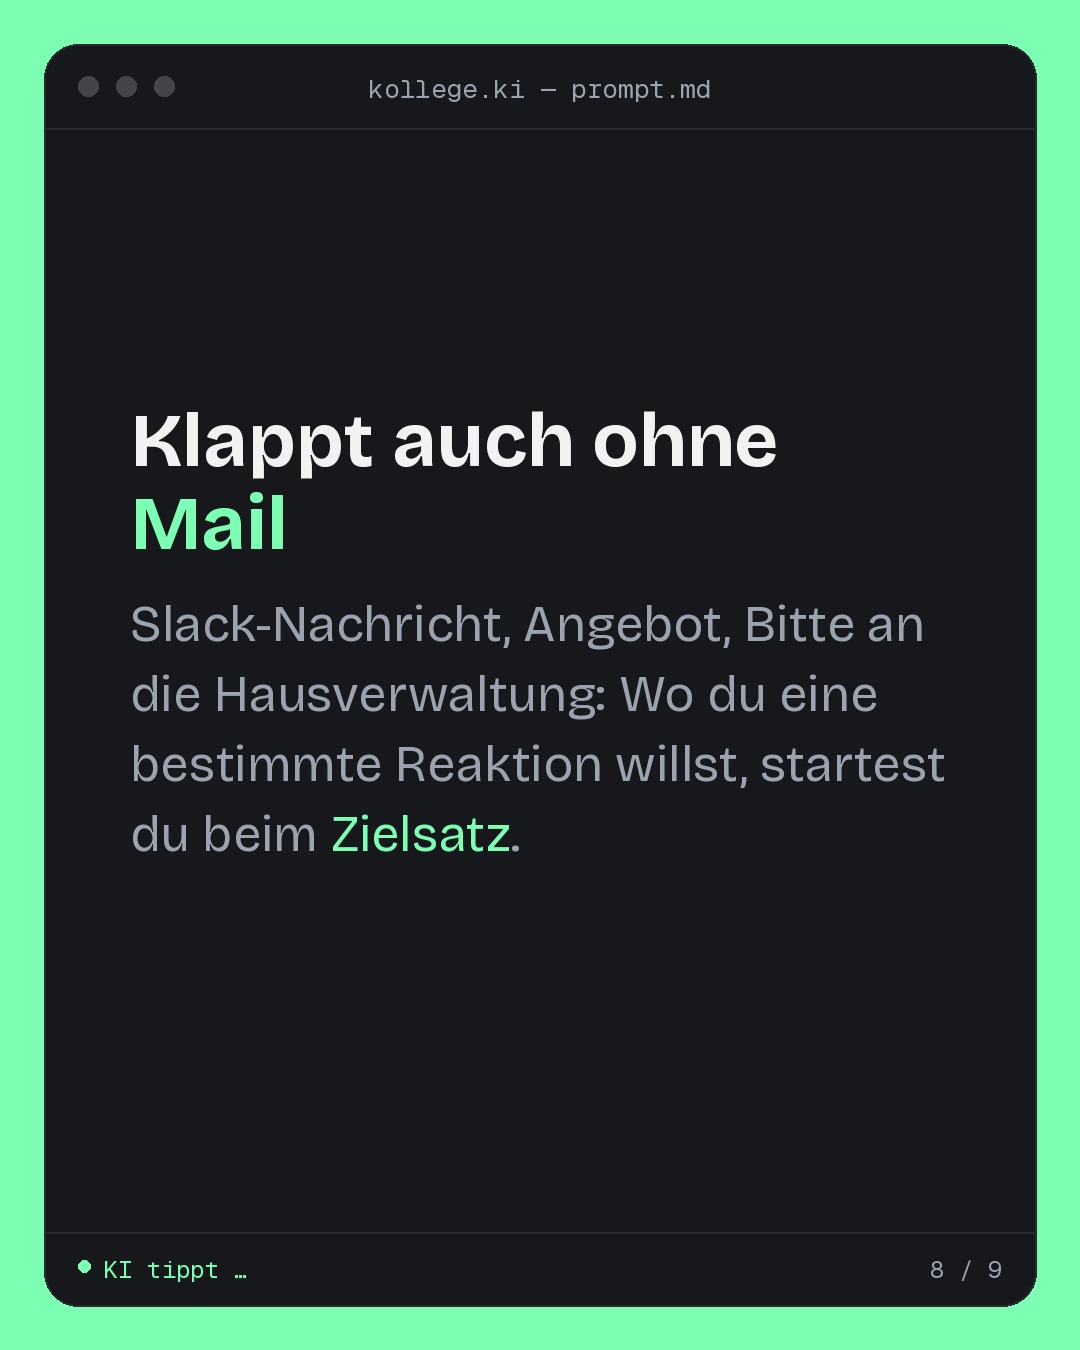 kollege.ki — prompt.md
Klappt auch ohne
Mail
Slack-Nachricht, Angebot, Bitte an
die Hausverwaltung: Wo du eine
bestimmte Reaktion willst, startest
du beim Zielsatz.
KI tippt …
8 / 9